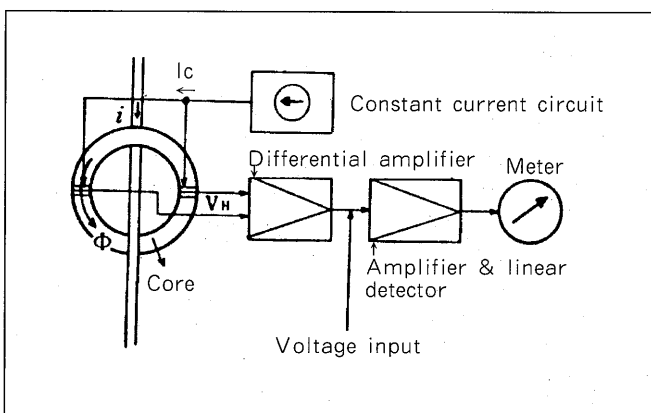 Ic
i
Constant current circuit
Differential amplifier
Meter
VH
Φ
Core
Amplifier & linear
detector
Voltage input